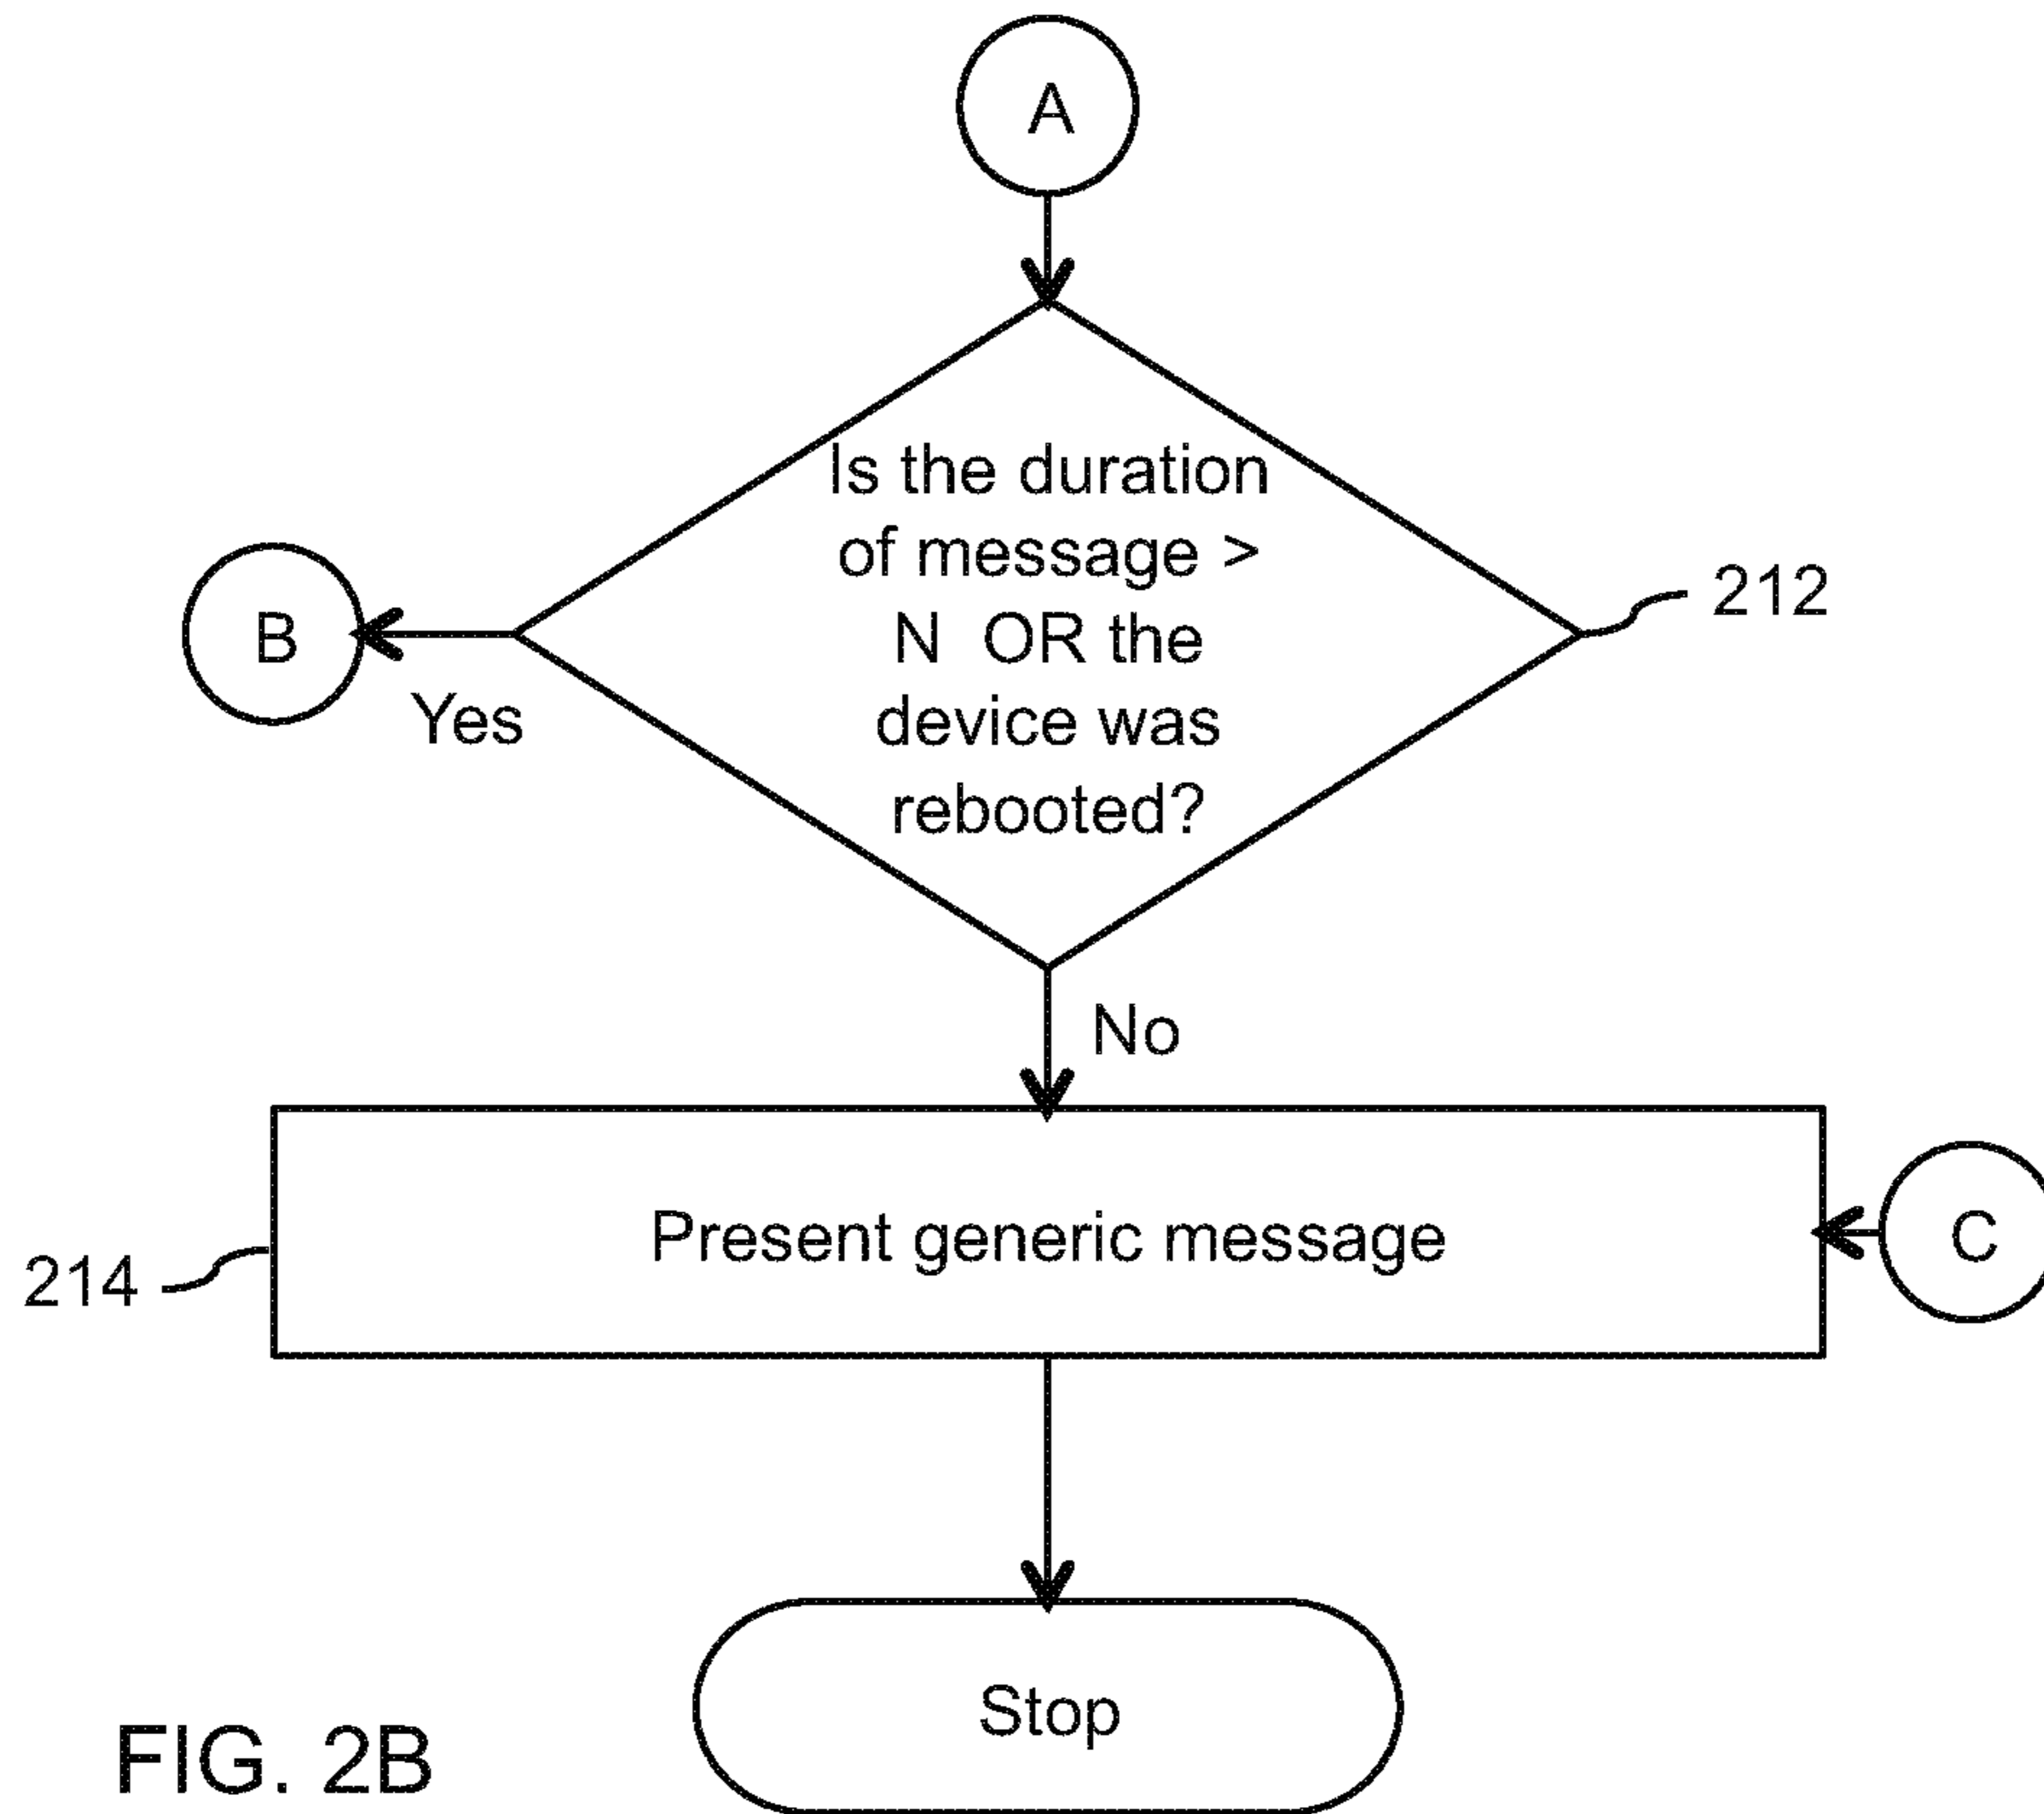 A
Is the duration
of message >
N OR the
device was
rebooted?
212
B
Yes
No
Present generic message
C
214
Stop
FIG. 2B